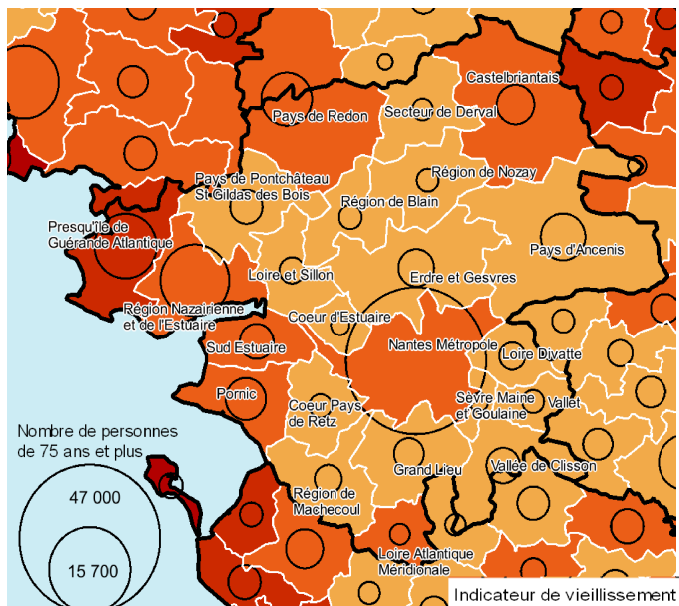 Castelbriantais
Pays de Redon
Secteur de Derval
Région de Nozay
Pays de Pontchâteau
St Gildas des Bois
Région de Blain
Presqu'île de
Guérande Atlantique
Pays d'Ancenis
Loire et Sillon
Erdre et Gesvres
Région Nazairienne
et de l'Estuaire
Coeur d'Estuaire
Sud Estuaire
Nantes Métropole
Loire Divatte
Pornic
Coeur Pays
de Retz
Sèvre Maine
et Goulaine
Vallet
Nombre de personnes
de 75 ans et plus
47 000
15 700
Grand Lieu
Vallée de Clisson
Région de
Machecoul
Loire Atlantique
Méridionale
Indicateur de vieillissement